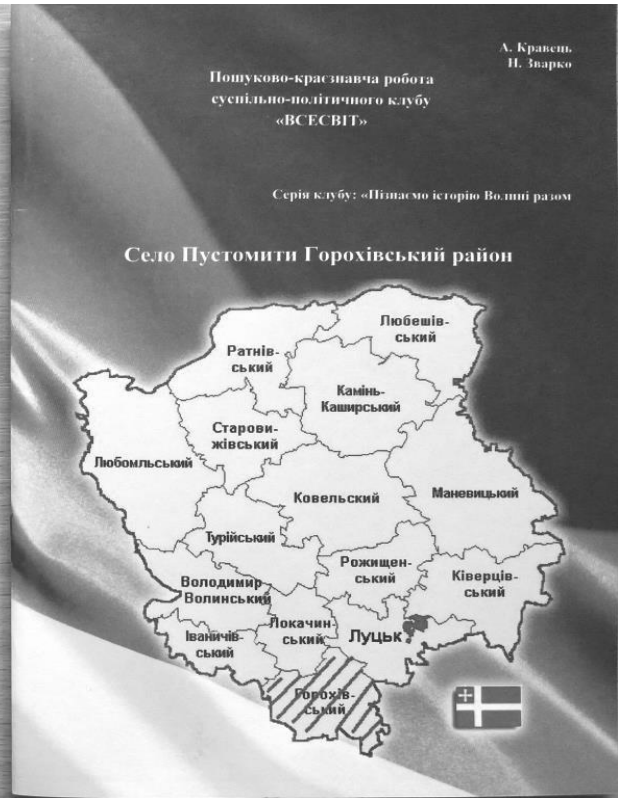 А. Кравець
Н. Зварко
Пошуково-краєзнавча робота
суспільно-політичного клубу
«ВСЕСВІТ»
Серія клубу: «Пізнаємо історію Волині разом
Село Пустомити Горохівський район
Любешів-
ський
Ратнів-
ський
Камінь-
Каширський
Старови-
жівський
Любомльський
Ковельский
Маневицький
Турійський
Рожищен-
ський
Ківерців-
ський
Володимир
Волинський
Локачин-
ський
Луцьк
Іваничів-
ський
Горохів-
ський